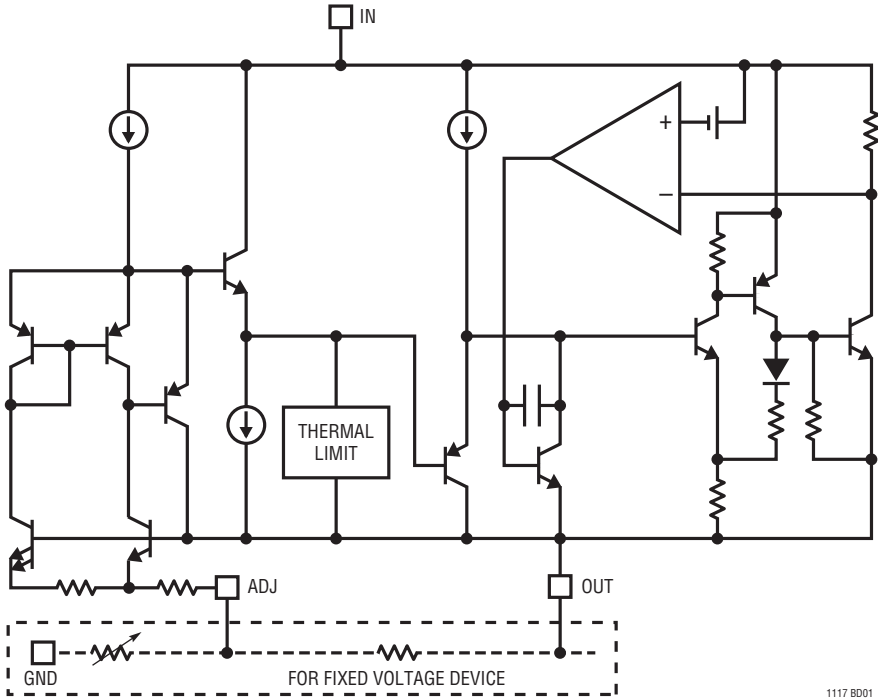 IN
+
–
THERMAL
LIMIT
ADJ
OUT
GND
FOR FIXED VOLTAGE DEVICE
1117 BD01